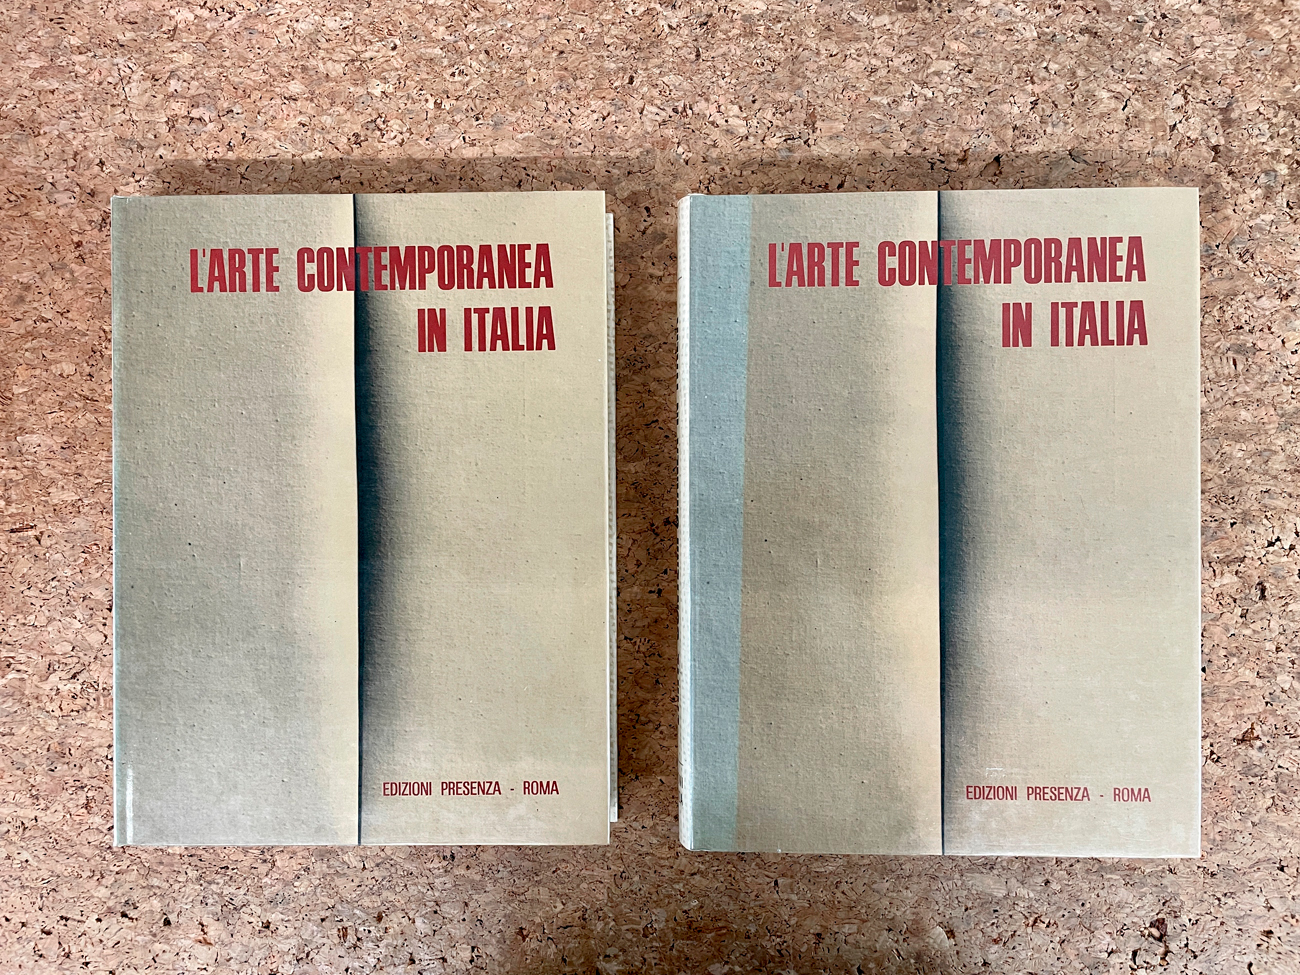 L'ARTE CONTEMPORANEA
IN ITALIA
EDIZIONI PRESENZA - ROMA
L'ARTE CONTEMPORANEA
IN ITALIA
EDIZIONI PRESENZA - ROMA